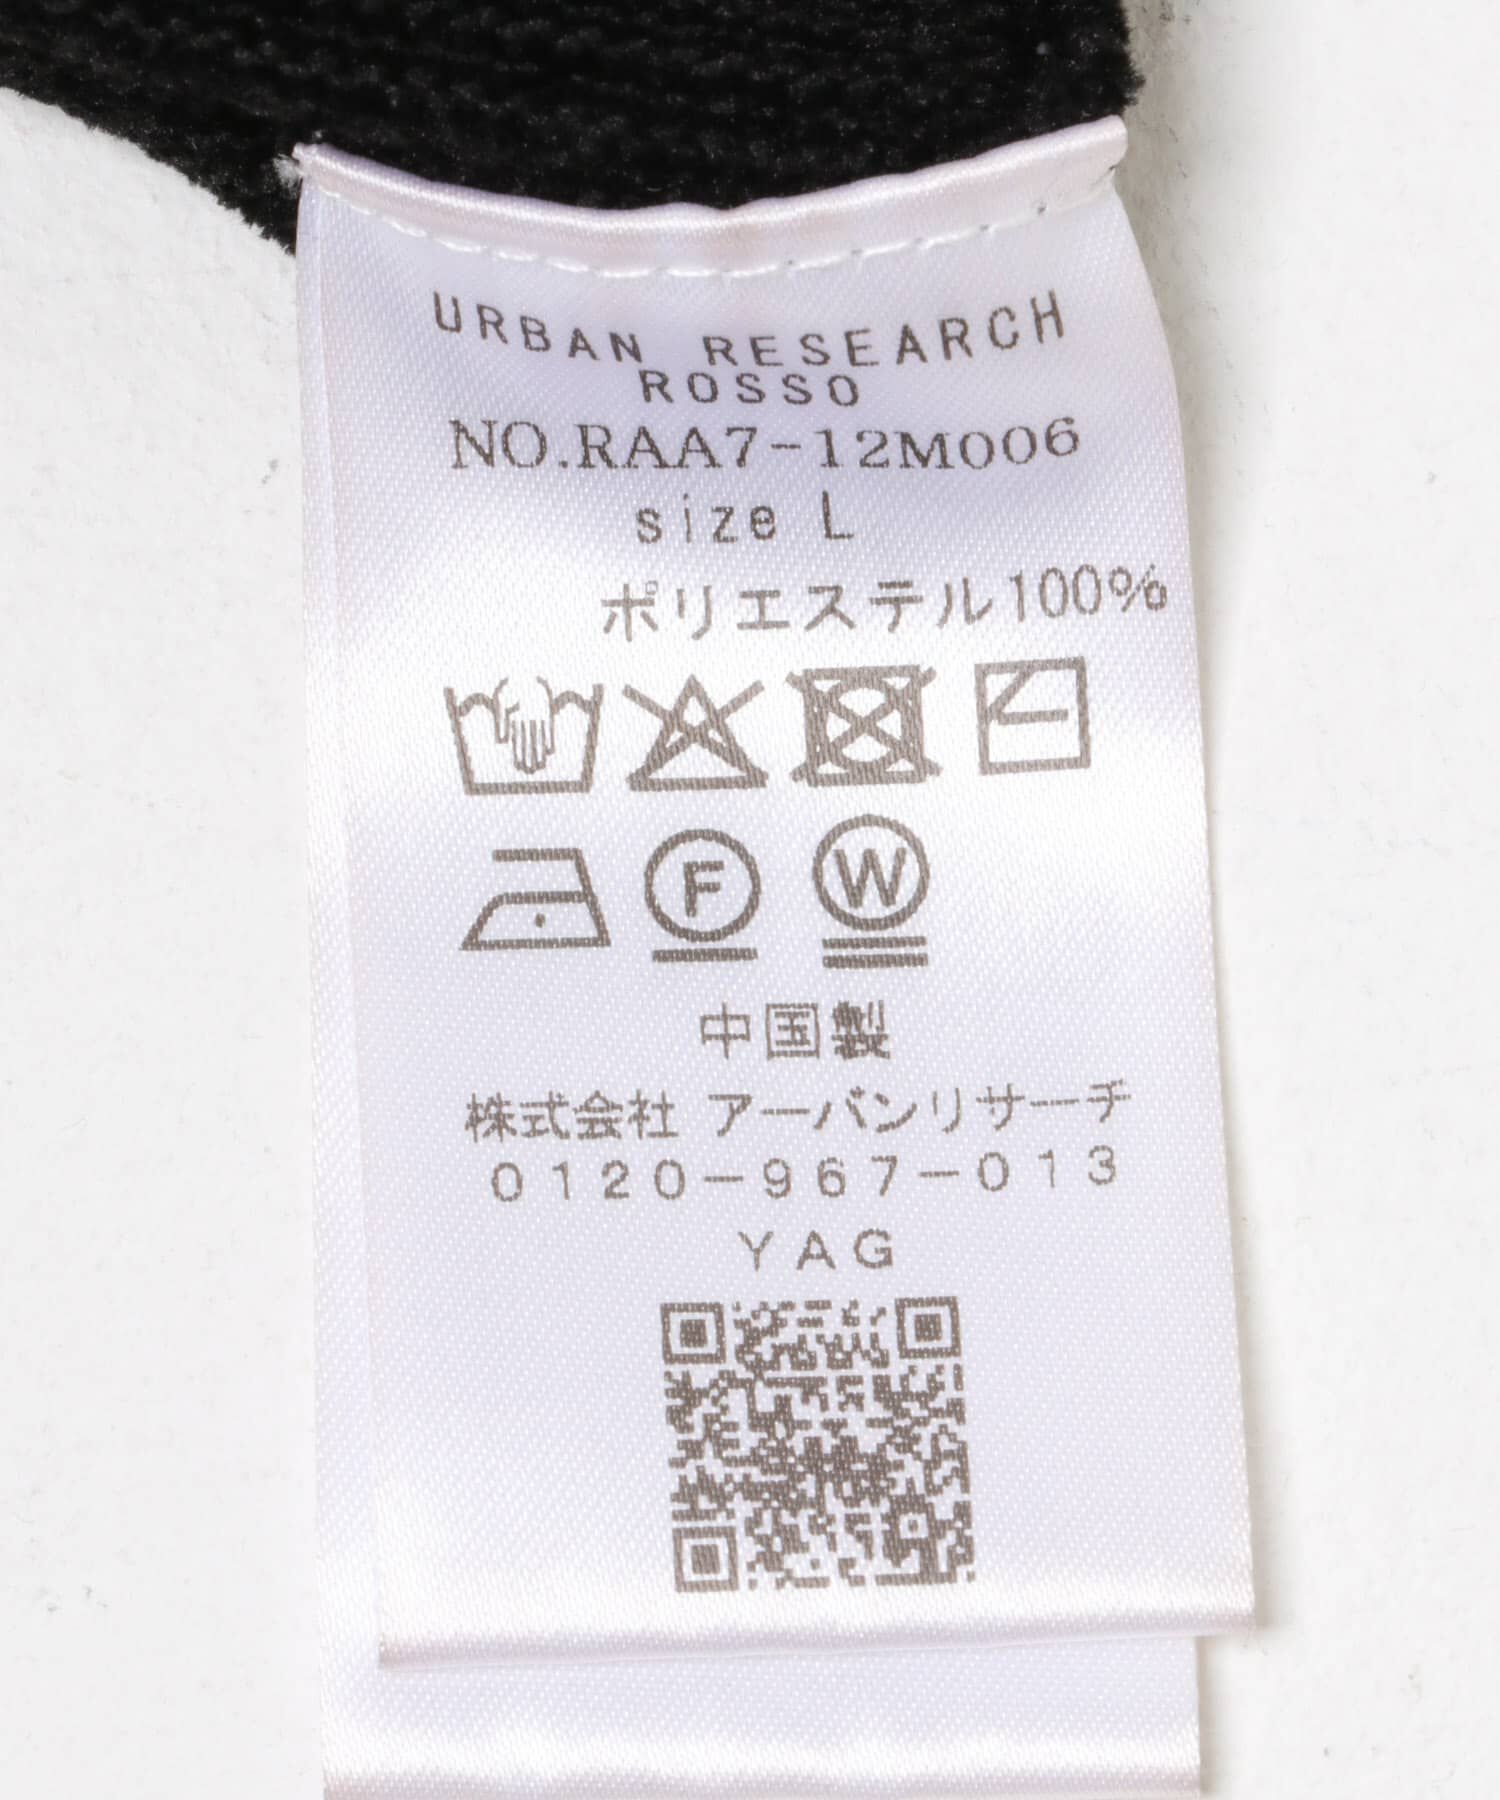 URBAN RESEARCH
ROSSO
NO.RAA7-12M006
size L
ポリエステル100%
F W
中国製
株式会社 アーバンリサーチ
0120-967-013
YAG